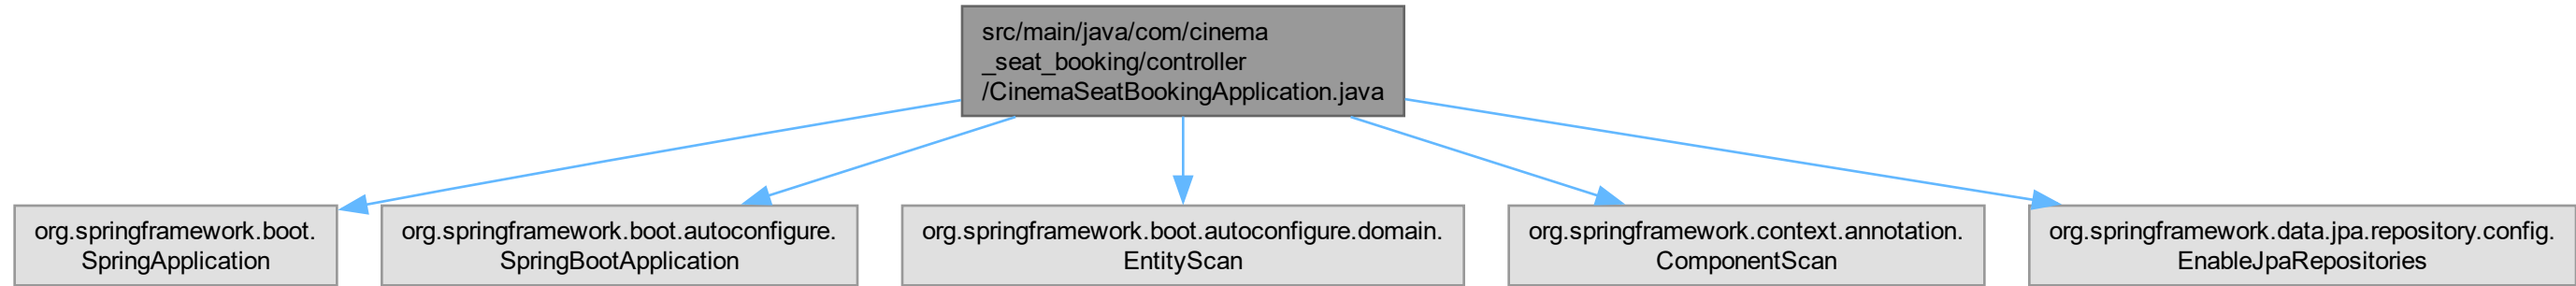 src/main/java/com/cinema
_seat_booking/controller
/CinemaSeatBookingApplication.java
org.springframework.boot.
SpringApplication
org.springframework.boot.autoconfigure.
SpringBootApplication
org.springframework.boot.autoconfigure.domain.
EntityScan
org.springframework.context.annotation.
ComponentScan
org.springframework.data.jpa.repository.config.
EnableJpaRepositories